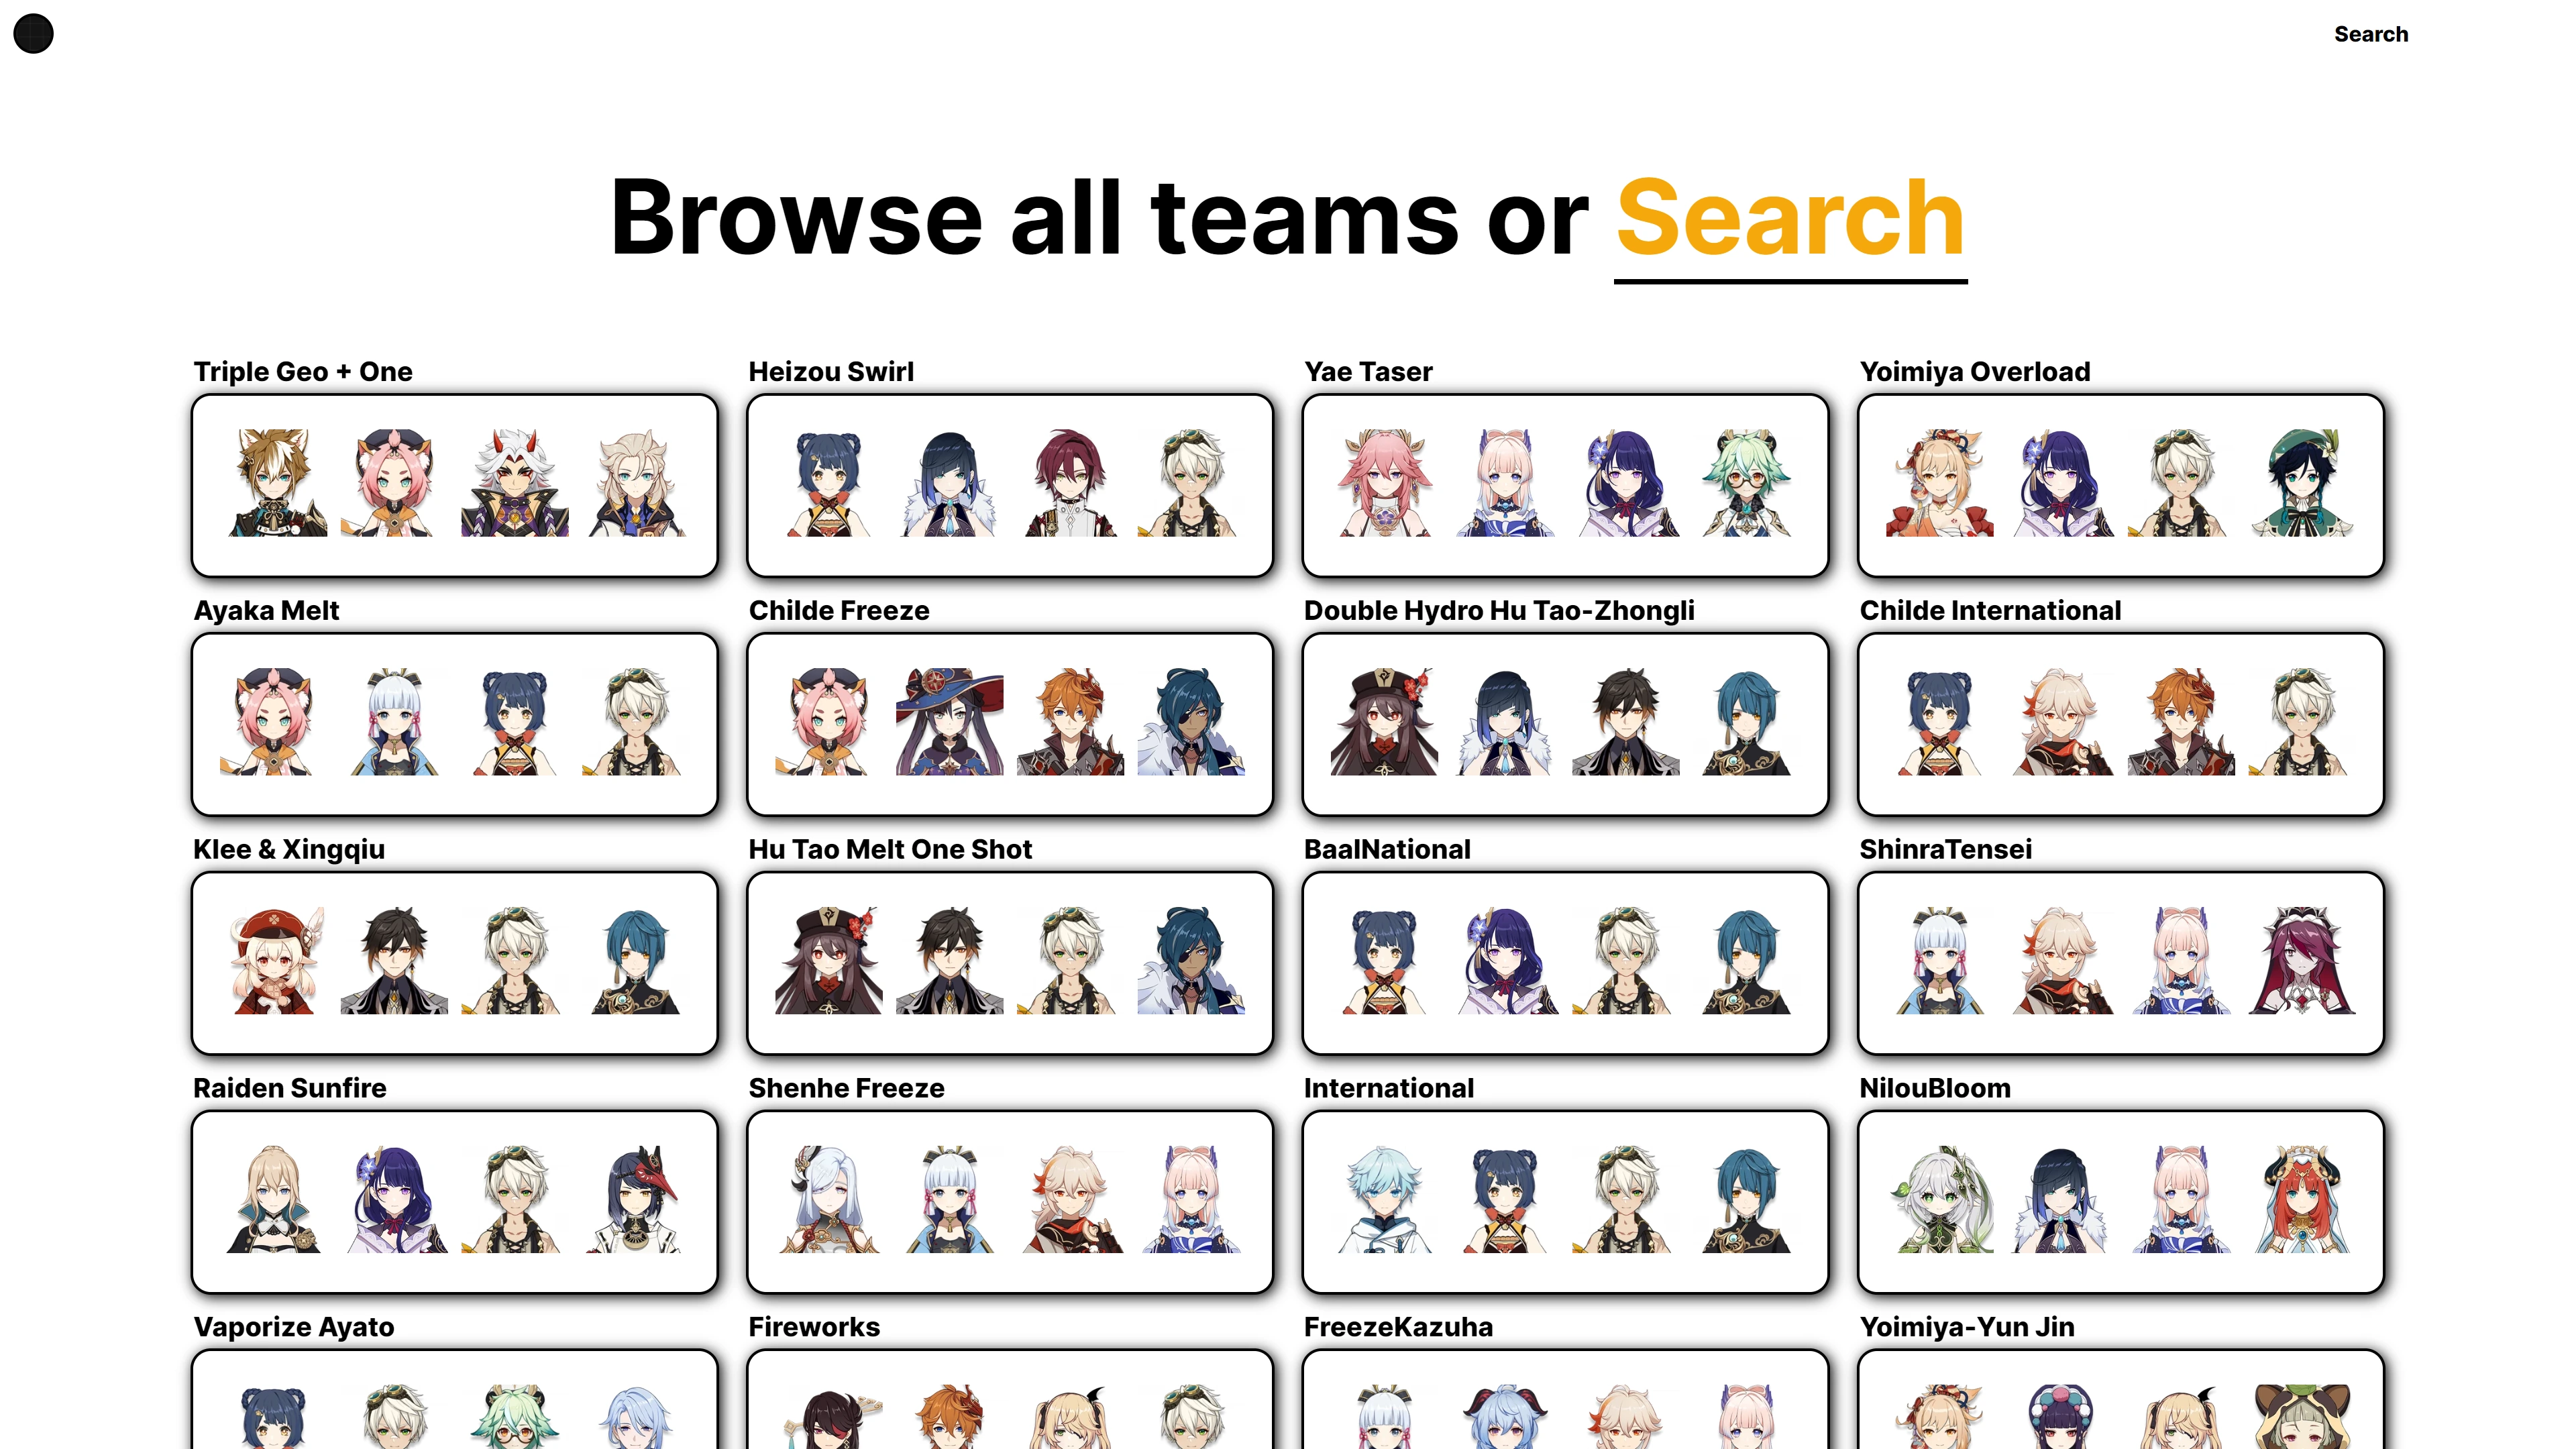 Search
Browse all teams or Search
Triple Geo + One
Heizou Swirl
Yae Taser
Yoimiya Overload
Ayaka Melt
Childe Freeze
Double Hydro Hu Tao-Zhongli
Childe International
Klee & Xingqiu
Hu Tao Melt One Shot
BaalNational
ShinraTensei
Raiden Sunfire
Shenhe Freeze
International
NilouBloom
Vaporize Ayato
Fireworks
FreezeKazuha
Yoimiya-Yun Jin